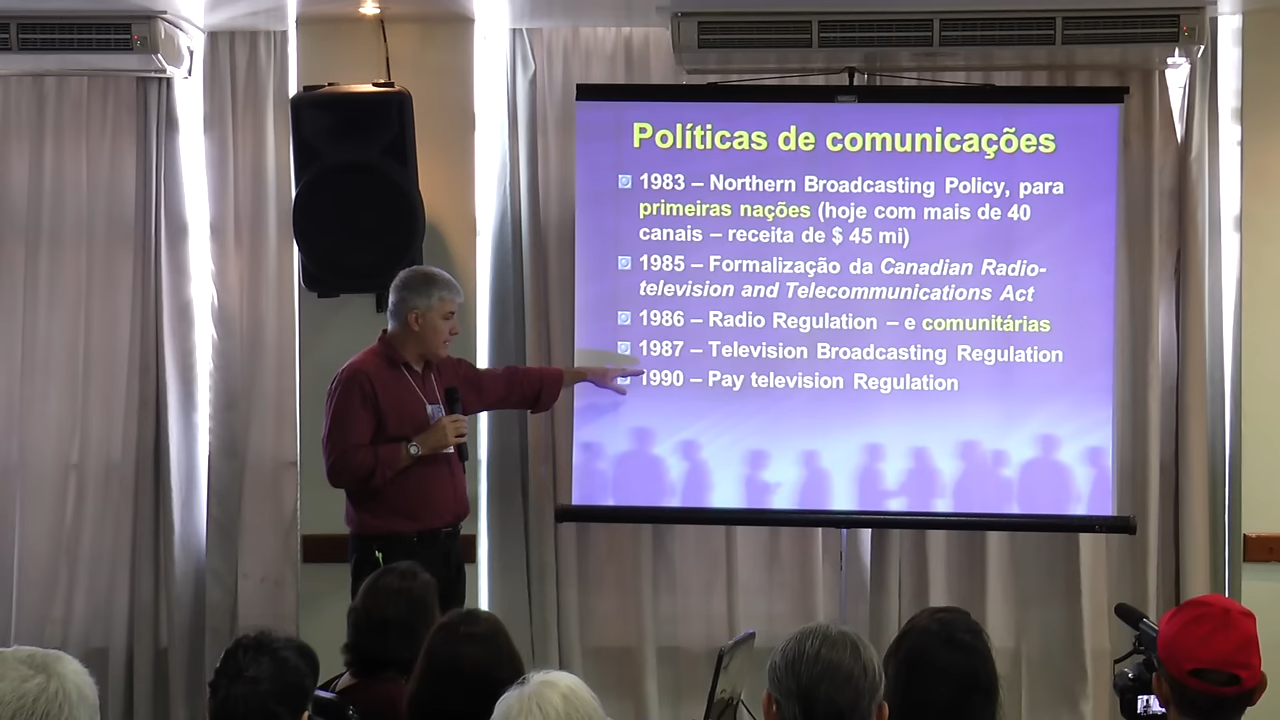 Políticas de comunicações
1983 – Northern Broadcasting Policy, para
primeiras nações (hoje com mais de 40
canais – receita de $ 45 mi)
1985 – Formalização da Canadian Radio-
television and Telecommunications Act
1986 – Radio Regulation – e comunitárias
1987 – Television Broadcasting Regulation
1990 – Pay television Regulation